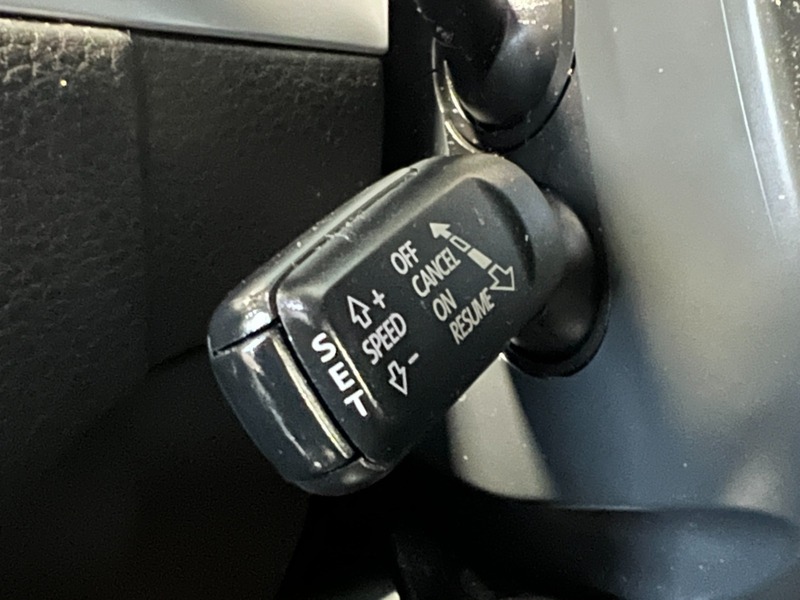 OFF
CANCEL
ON
RESUME
+
SPEED
-
SET